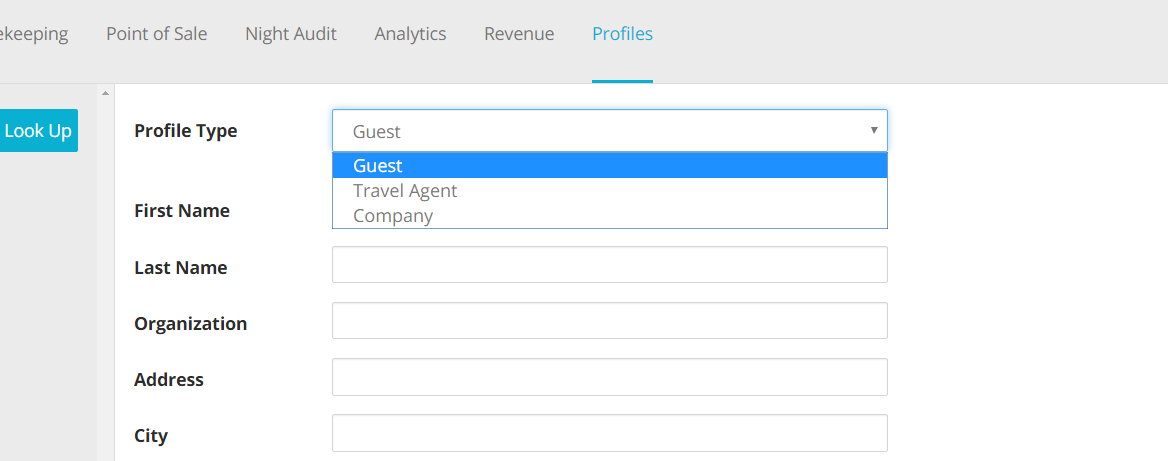 ekeeping Point of Sale Night Audit Analytics Revenue Profiles
Look Up
Profile Type Guest
Guest
Travel Agent
Company
First Name
Last Name
Organization
Address
City